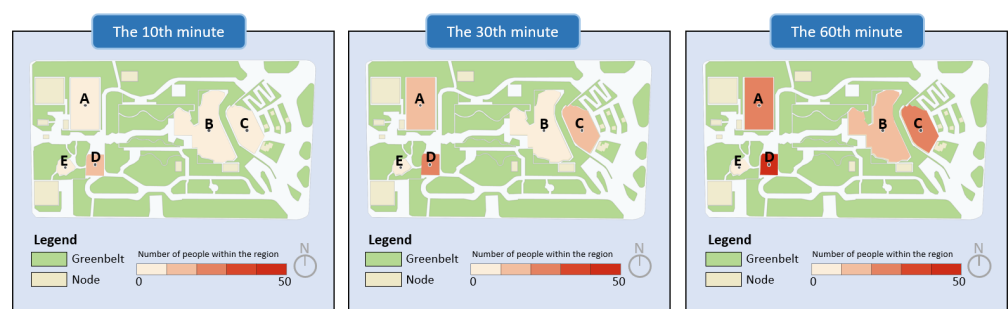 The 10th minute
A
B
C
D
E
Legend
Greenbelt
Node
Number of people within the region
0
50
N
The 30th minute
A
B
C
D
E
Legend
Greenbelt
Node
Number of people within the region
0
50
N
The 60th minute
A
B
C
D
E
Legend
Greenbelt
Node
Number of people within the region
0
50
N